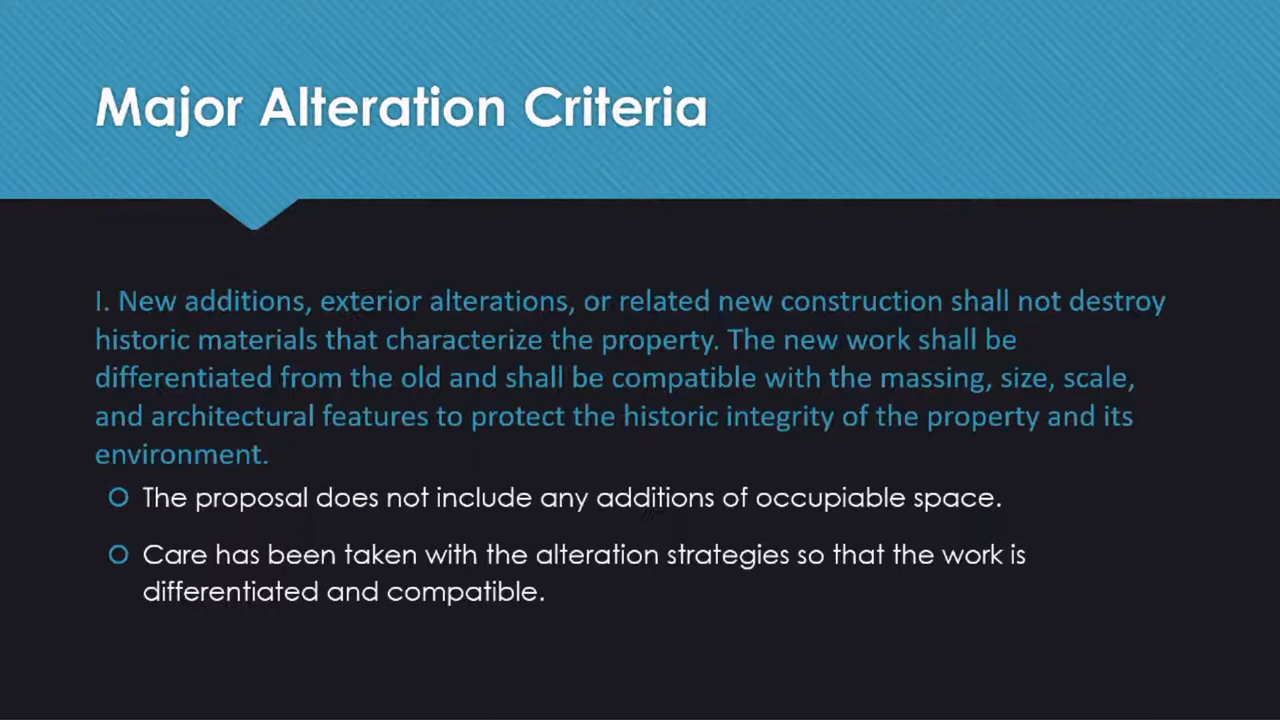 Major Alteration Criteria
I. New additions, exterior alterations, or related new construction shall not destroy
historic materials that characterize the property. The new work shall be
differentiated from the old and shall be compatible with the massing, size, scale,
and architectural features to protect the historic integrity of the property and its
environment.
The proposal does not include any additions of occupiable space.
Care has been taken with the alteration strategies so that the work is
differentiated and compatible.